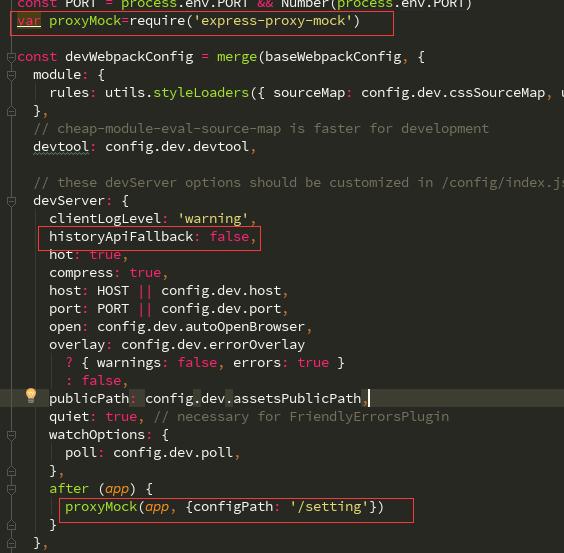 const PORT = process.env.PORT && Number(process.env.PORT)
var proxyMock=require('express-proxy-mock')
const devWebpackConfig = merge(baseWebpackConfig, {
module: {
rules: utils.styleLoaders({ sourceMap: config.dev.cssSourceMap, u
},
// cheap-module-eval-source-map is faster for development
devtool: config.dev.devtool,
// these devServer options should be customized in /config/index.js
devServer: {
clientLogLevel: 'warning',
historyApiFallback: false,
hot: true,
compress: true,
host: HOST || config.dev.host,
port: PORT || config.dev.port,
open: config.dev.autoOpenBrowser,
overlay: config.dev.errorOverlay
? { warnings: false, errors: true }
: false,
publicPath: config.dev.assetsPublicPath,
quiet: true, // necessary for FriendlyErrorsPlugin
watchOptions: {
poll: config.dev.poll,
},
after (app) {
proxyMock(app, {configPath: '/setting'})
}
},